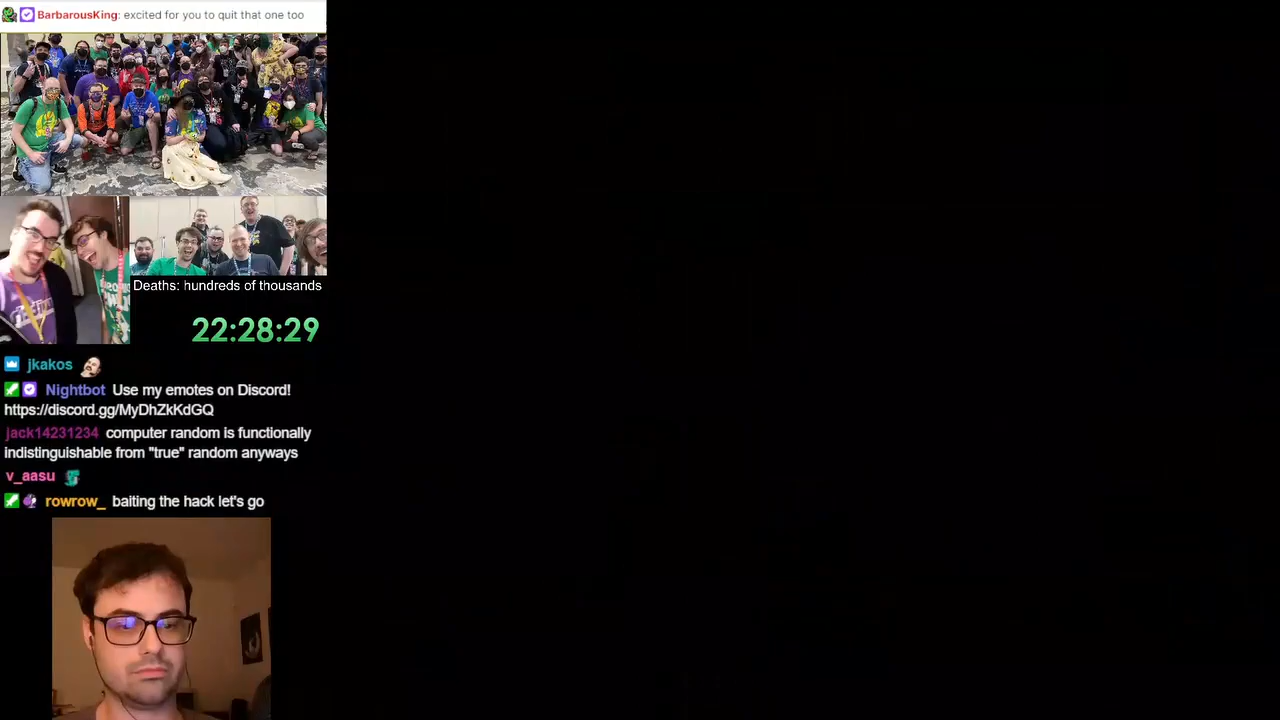 BarbarousKing: excited for you to quit that one too
Deaths: hundreds of thousands
22:28:29
jkakos
Nightbot Use my emotes on Discord!
https://discord.gg/MyDhZkKdGQ
jack14231234 computer random is functionally
indistinguishable from "true" random anyways
v_aasu
rowrow_ baiting the hack let's go